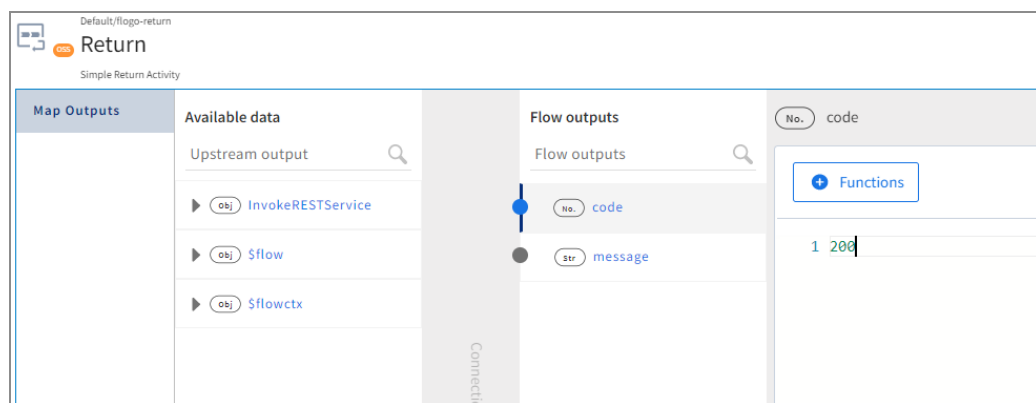 Default/flogo-return
OSS Return
Simple Return Activity
Map Outputs
Available data
Upstream output
Obj InvokeRESTService
Obj $flow
Obj $flowctx
Connecti
Flow outputs
Flow outputs
No. code
Str message
No. code
Functions
1 200